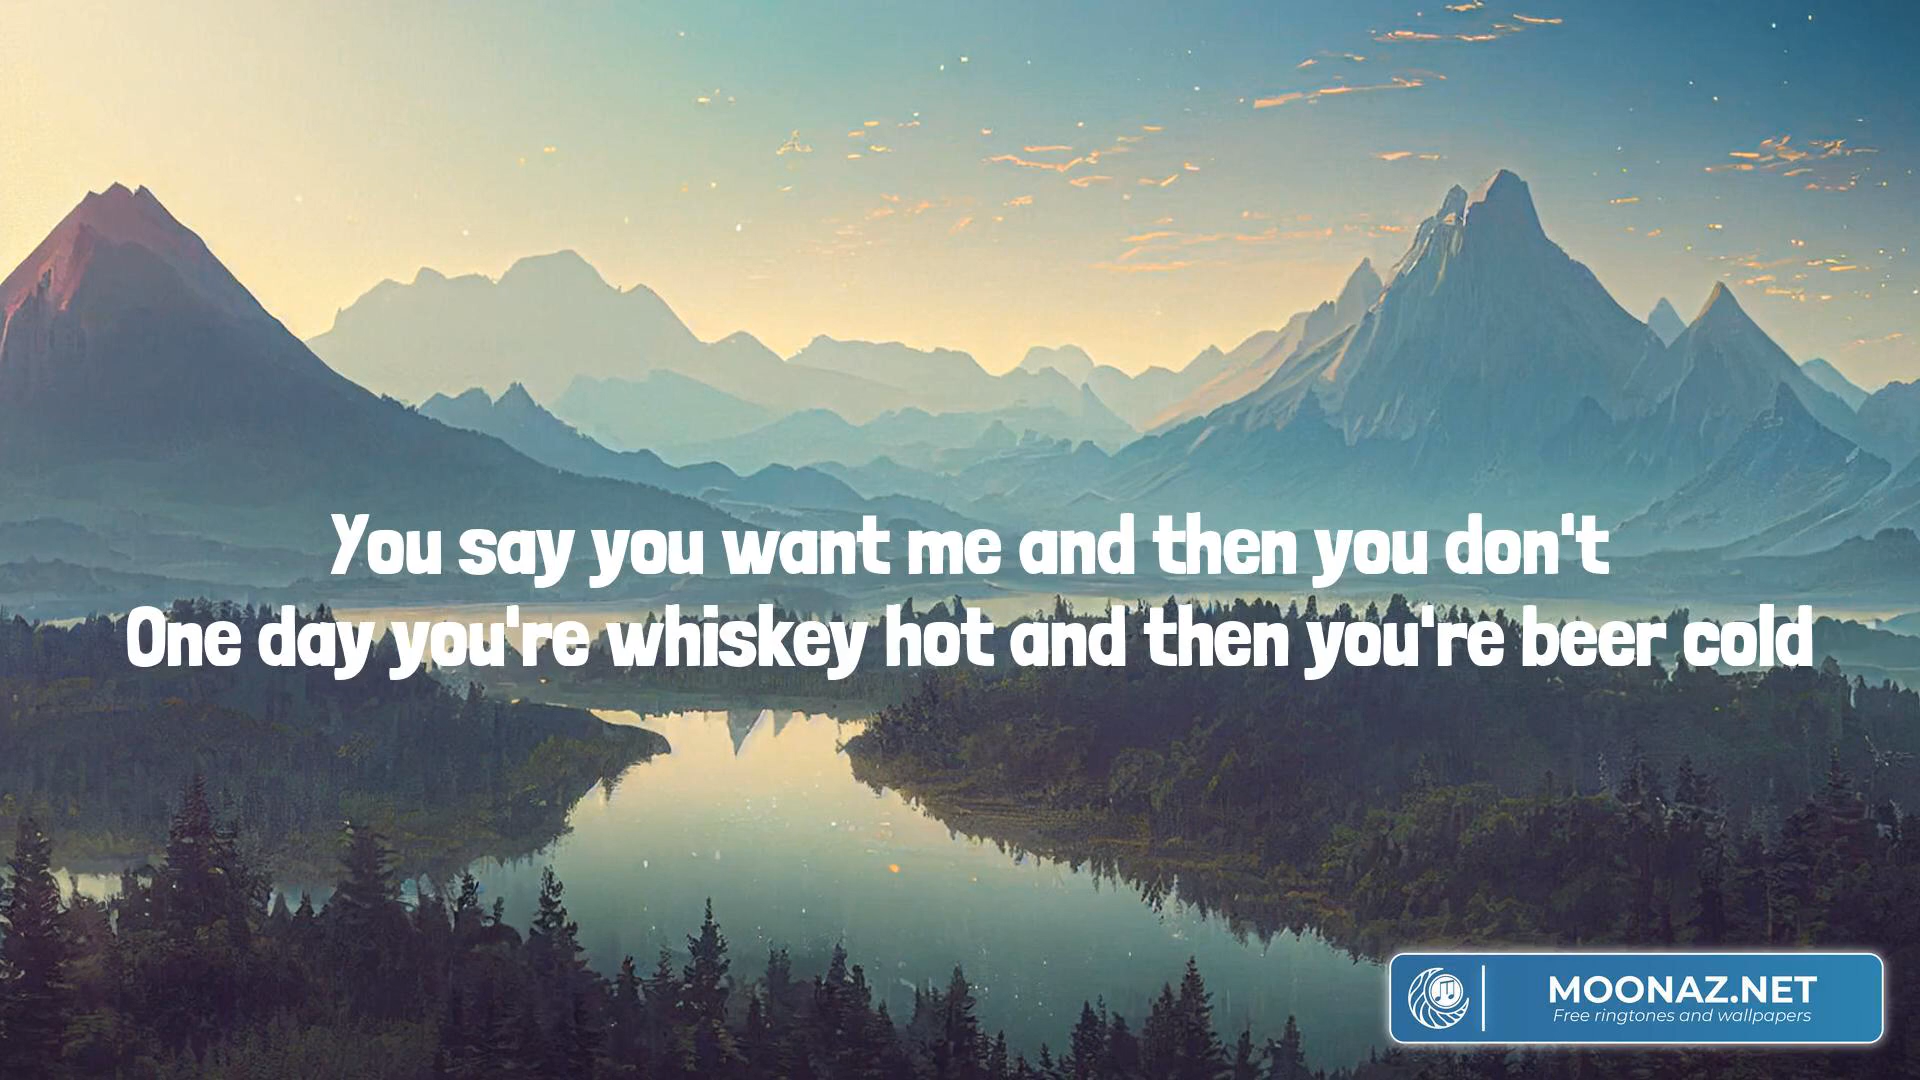 You say you want me and then you don't
One day you're whiskey hot and then you're beer cold
MOONAZ.NET
Free ringtones and wallpapers